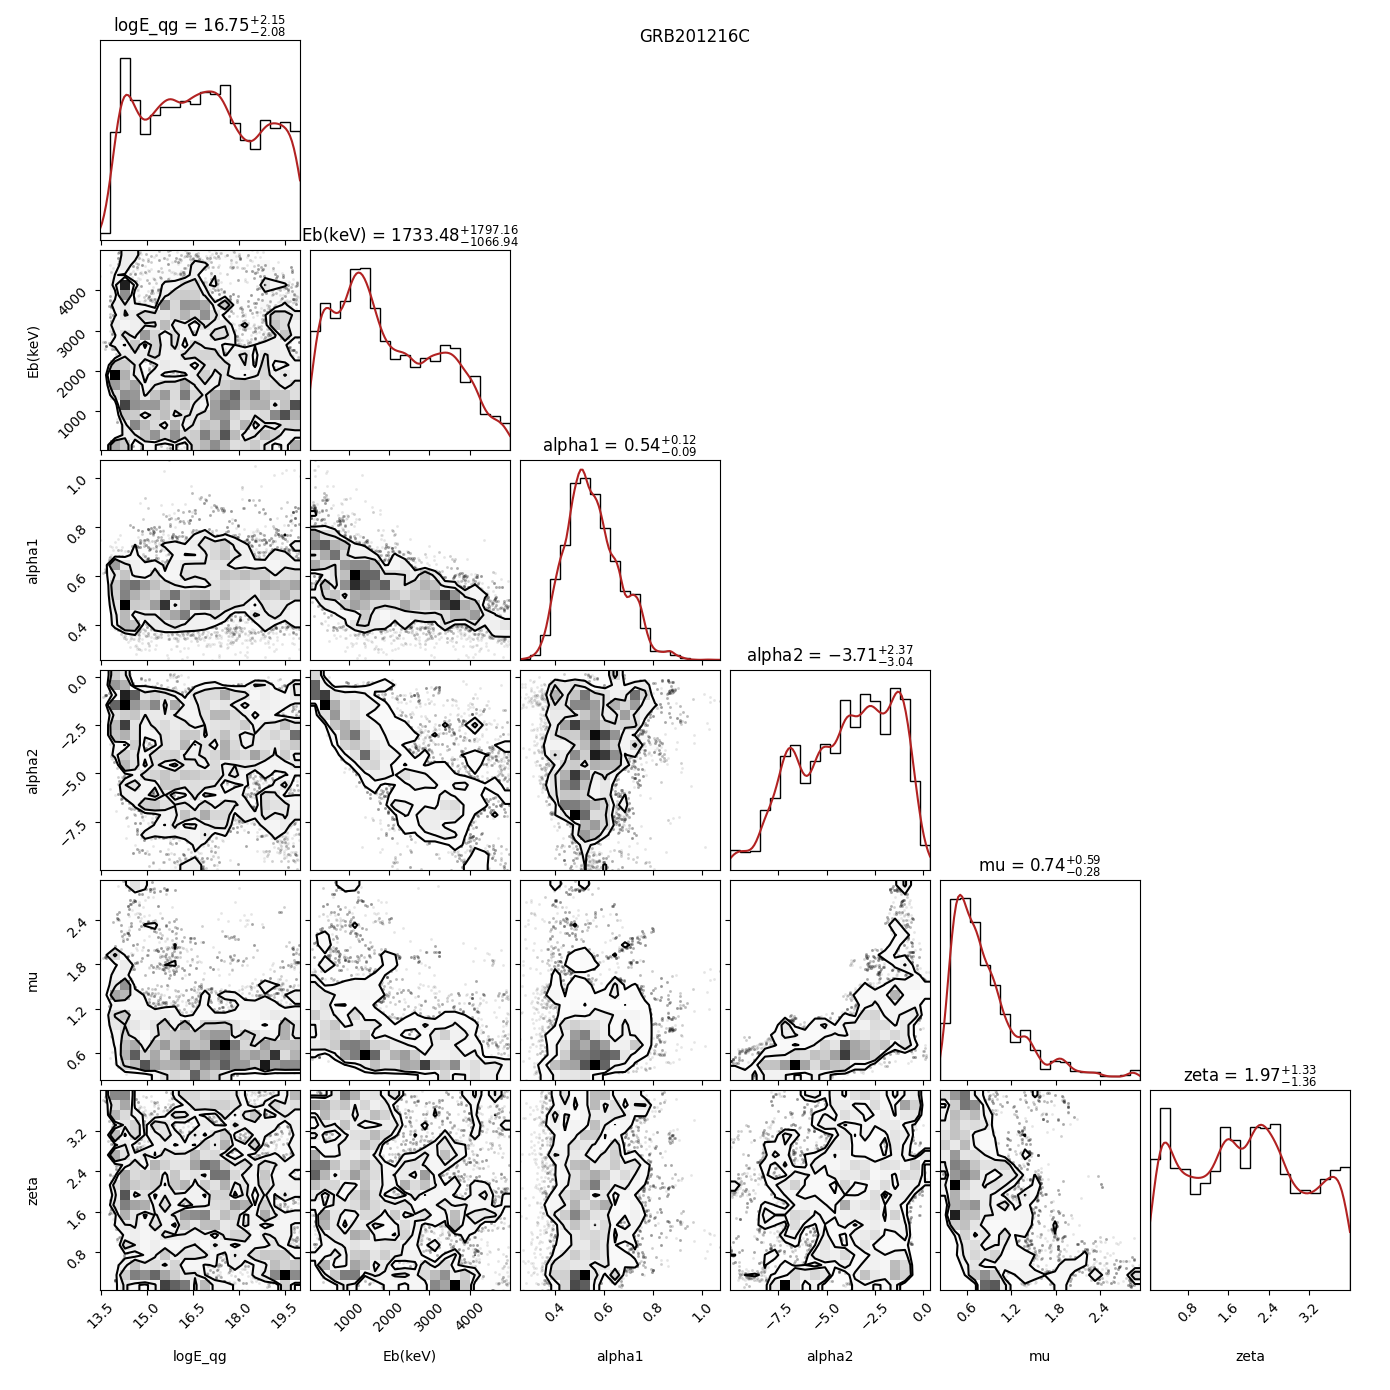 GRB201216C
logE_qg = 16.75+2.15−2.08
Eb(keV) = 1733.48+1797.16−1066.94
alpha1 = 0.54+0.12−0.09
alpha2 = −3.71+2.37−3.04
mu = 0.74+0.59−0.28
zeta = 1.97+1.33−1.36
Eb(keV)
4000
3000
2000
1000
alpha1
1.0
0.8
0.6
0.4
alpha2
0.0
−2.5
−5.0
−7.5
mu
2.4
1.8
1.2
0.6
zeta
3.2
2.4
1.6
0.8
13.5 15.0 16.5 18.0 19.5 1000 2000 3000 4000 0.4 0.6 0.8 1.0 −7.5 −5.0 −2.5 0.0 0.6 1.2 1.8 2.4 0.8 1.6 2.4 3.2
logE_qg Eb(keV) alpha1 alpha2 mu zeta